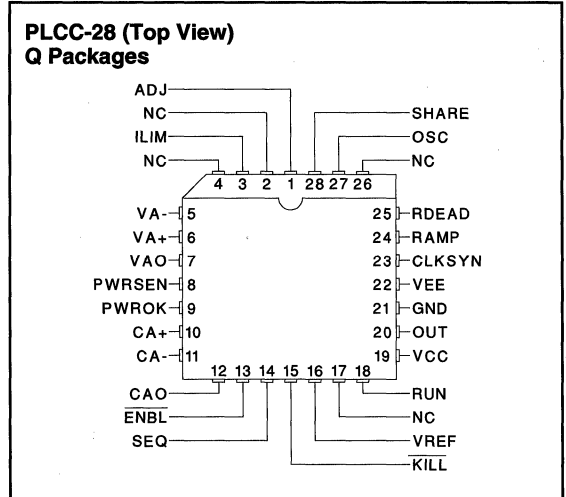 PLCC-28 (Top View)
Q Packages
ADJ
NC
SHARE
ILIM
OSC
NC
NC
4 3 2 1 28 27 26
VA- 5
25 RDEAD
VA+ 6
24 RAMP
VAO 7
23 CLKSYN
PWRSEN 8
22 VEE
PWROK 9
21 GND
CA+ 10
20 OUT
CA- 11
19 VCC
12 13 14 15 16 17 18
CAO
RUN
ENBL
NC
SEQ
VREF
KILL